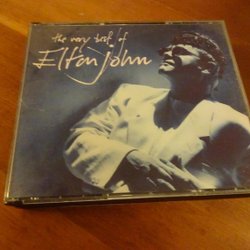 the very best of
Elton John